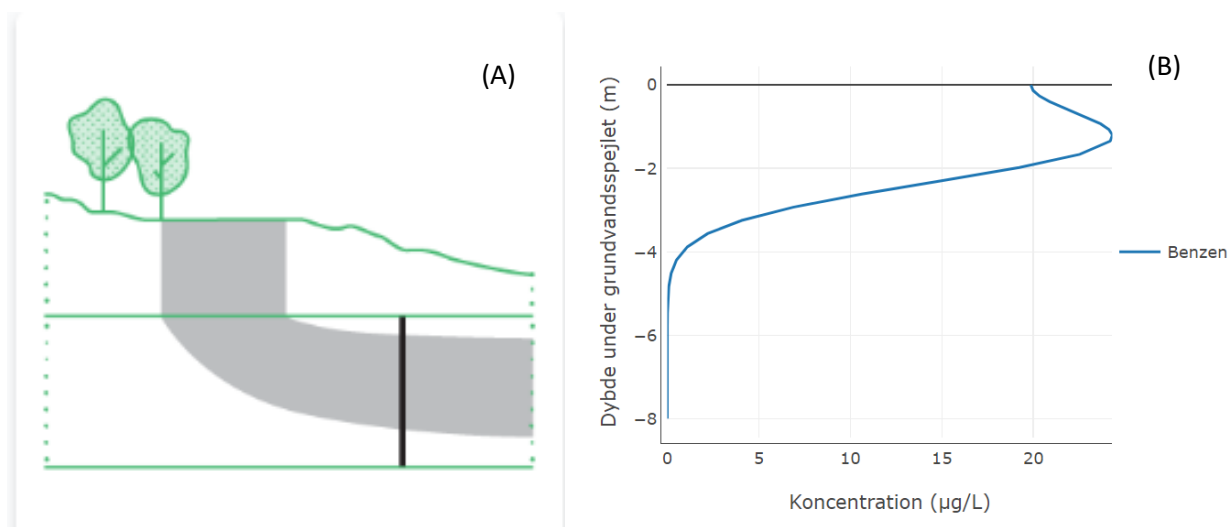 (A)
(B)
Dybde under grundvandsspejlet (m)
0
−2
−4
−6
−8
0
5
10
15
20
Koncentration (µg/L)
Benzen